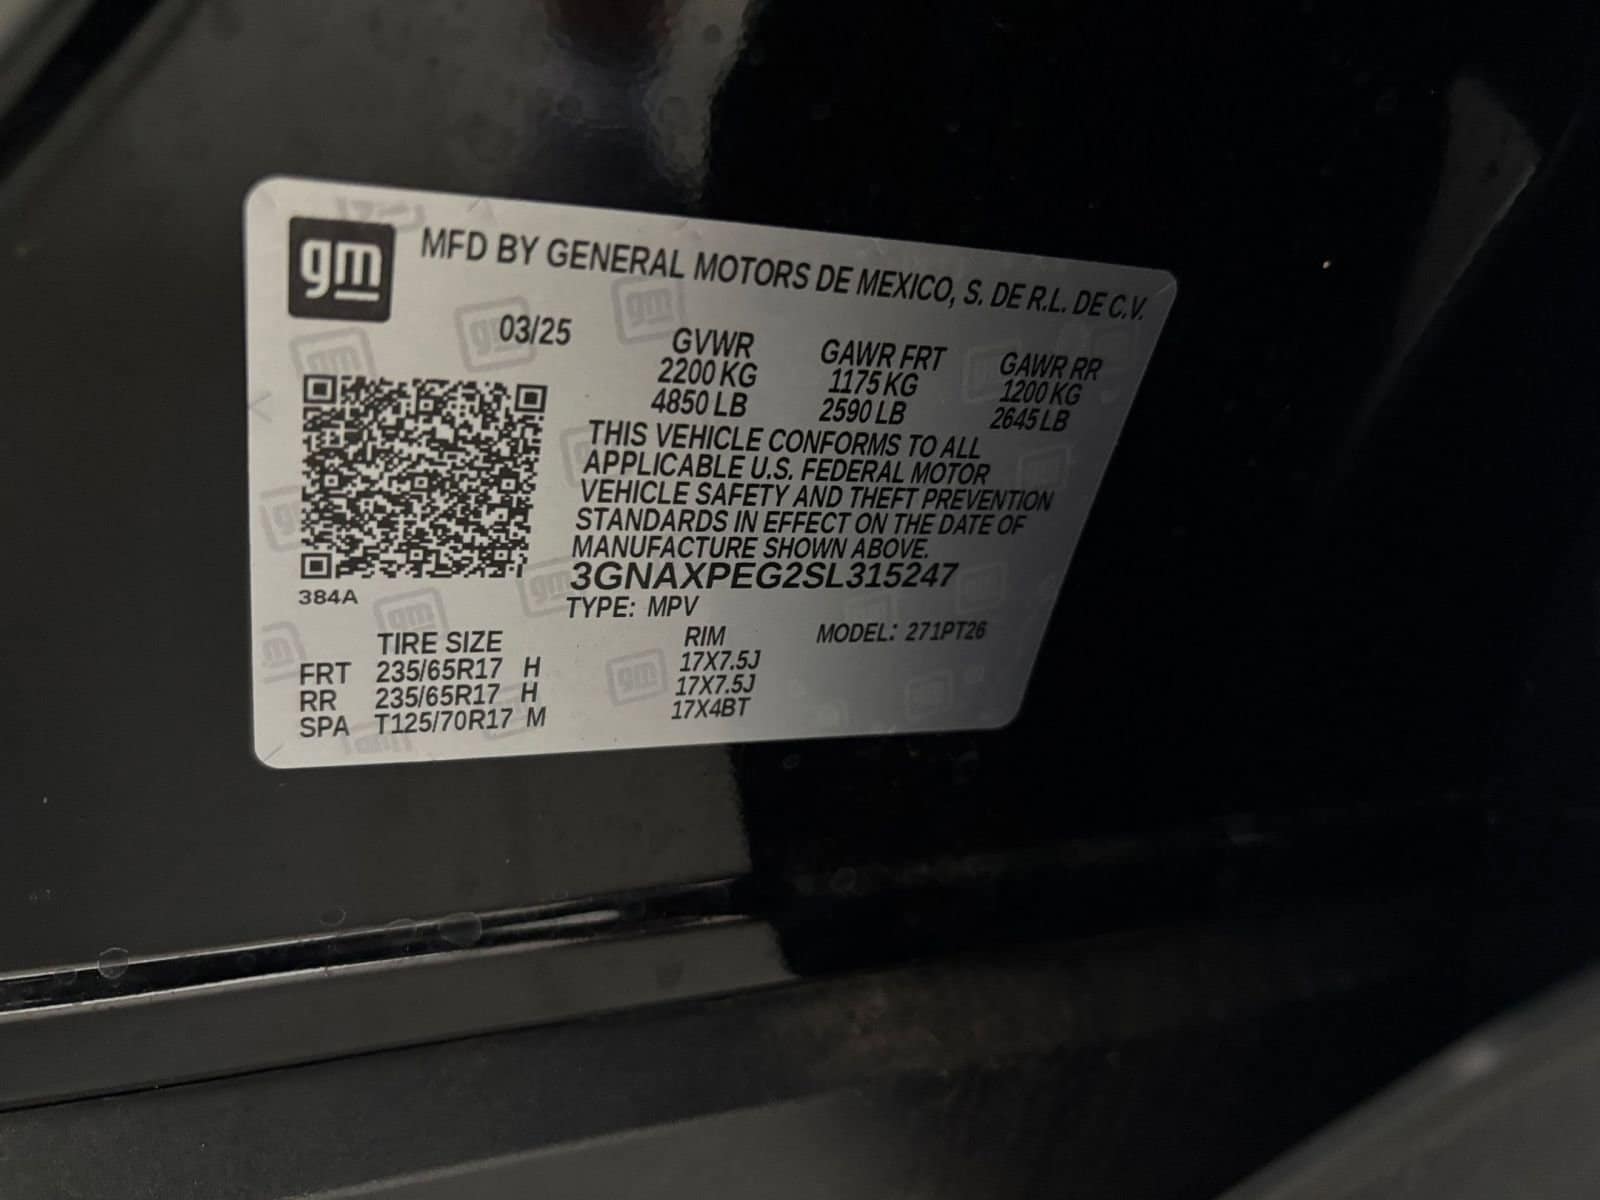 gm MFD BY GENERAL MOTORS DE MEXICO, S. DE R.L. DE C.V.
03/25 GVWR GAWR FRT GAWR RR
2200 KG 1175 KG 1200 KG
4850 LB 2590 LB 2645 LB
THIS VEHICLE CONFORMS TO ALL
APPLICABLE U.S. FEDERAL MOTOR
VEHICLE SAFETY AND THEFT PREVENTION
STANDARDS IN EFFECT ON THE DATE OF
MANUFACTURE SHOWN ABOVE.
3GNAXPEG2SL315247
384A TYPE: MPV
TIRE SIZE RIM MODEL: 271PT26
FRT 235/65R17 H 17X7.5J
RR 235/65R17 H 17X7.5J
SPA T125/70R17 M 17X4BT